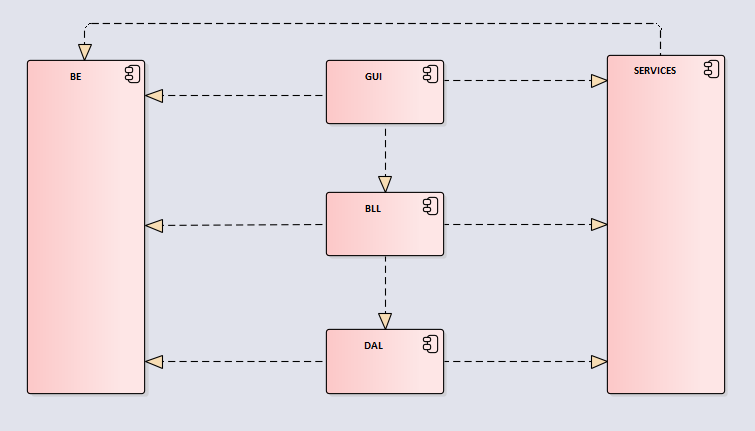 BE
GUI
SERVICES
BLL
DAL